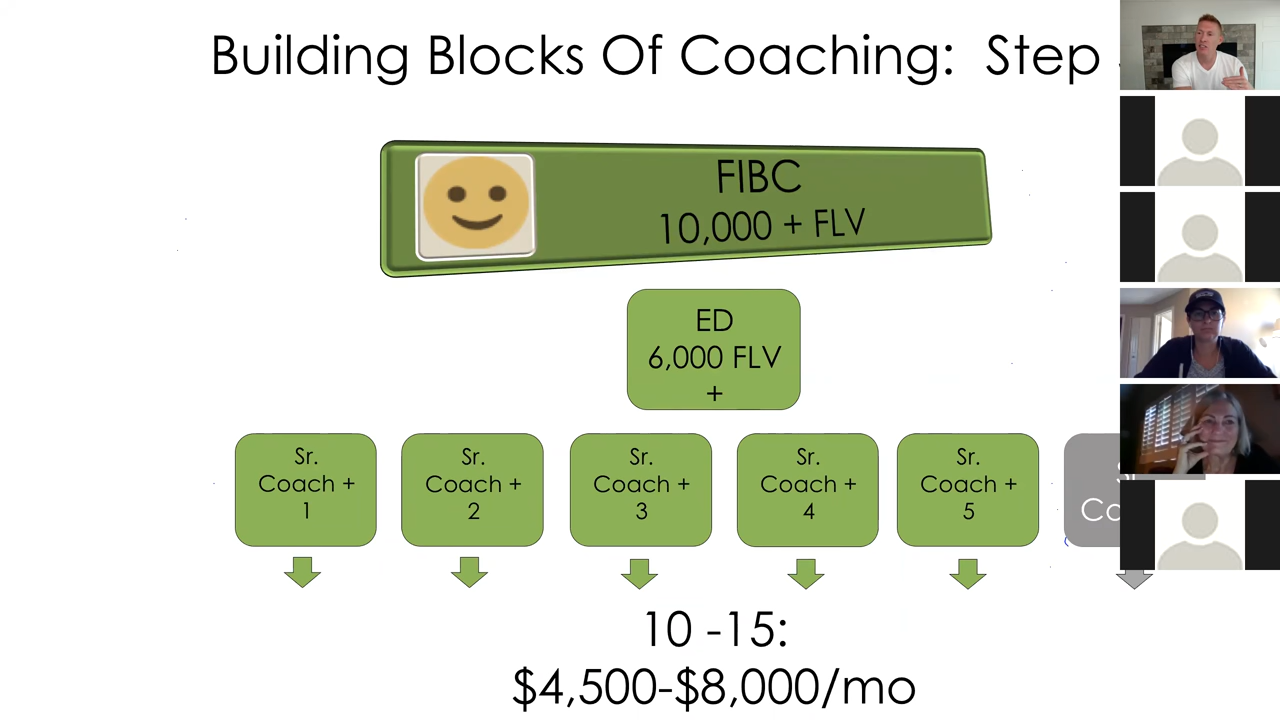 Building Blocks Of Coaching: Step
FIBC
10,000 + FLV
ED
6,000 FLV
+
Sr.
Coach +
1
Sr.
Coach +
2
Sr.
Coach +
3
Sr.
Coach +
4
Sr.
Coach +
5
10 -15:
$4,500-$8,000/mo